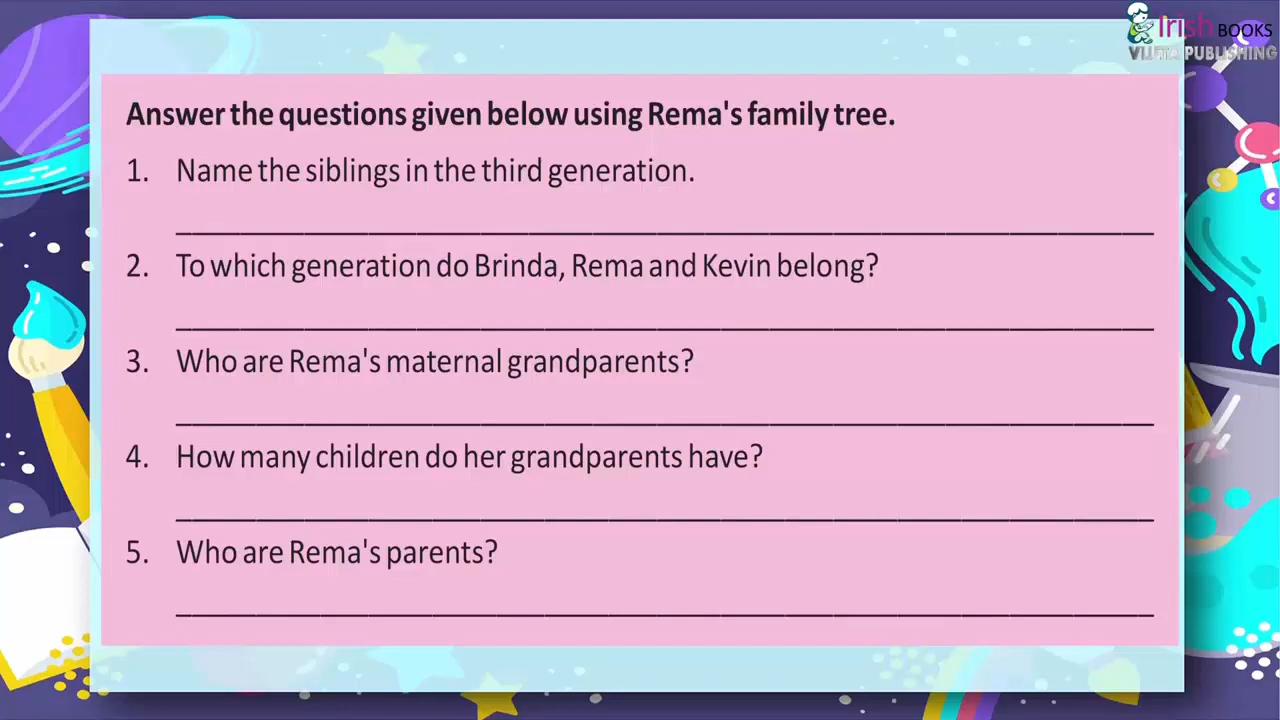 Irish BOOKS
VIJETA PUBLISHING
Answer the questions given below using Rema's family tree.
1. Name the siblings in the third generation.
2. To which generation do Brinda, Rema and Kevin belong?
3. Who are Rema's maternal grandparents?
4. How many children do her grandparents have?
5. Who are Rema's parents?